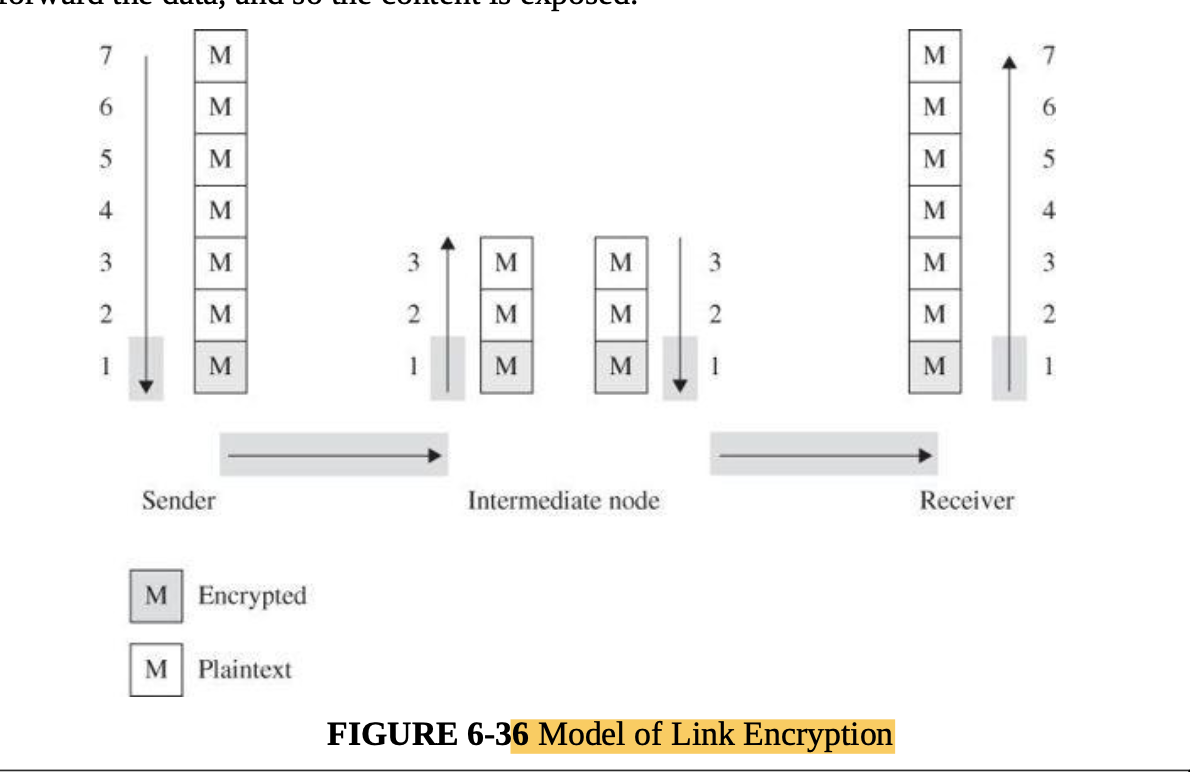 forward the data, and so the content is exposed.
7 M M 7
6 M M 6
5 M M 5
4 M M 4
3 M 3 M M 3 M 3
2 M 2 M M 2 M 2
1 M 1 M M 1 M 1
Sender Intermediate node Receiver
M Encrypted
M Plaintext
FIGURE 6-36 Model of Link Encryption